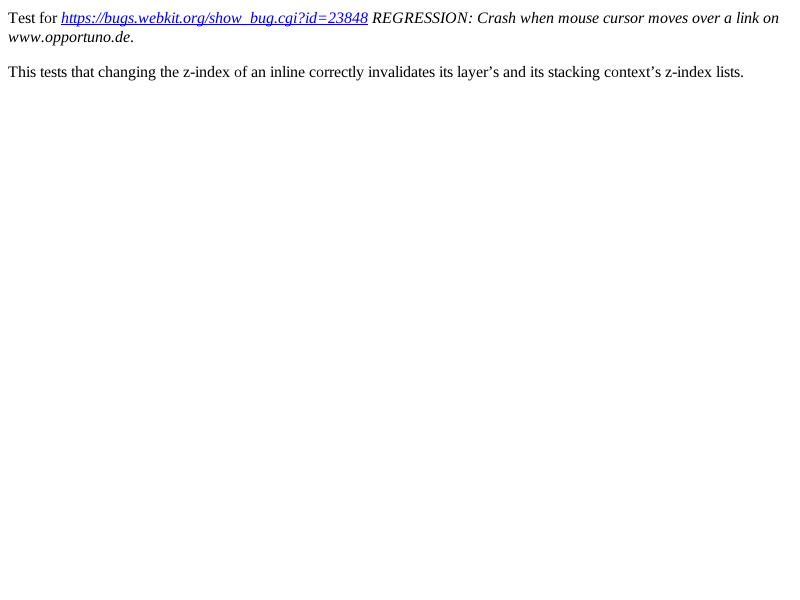 Test for https://bugs.webkit.org/show_bug.cgi?id=23848 REGRESSION: Crash when mouse cursor moves over a link on
www.opportuno.de.
This tests that changing the z-index of an inline correctly invalidates its layer’s and its stacking context’s z-index lists.